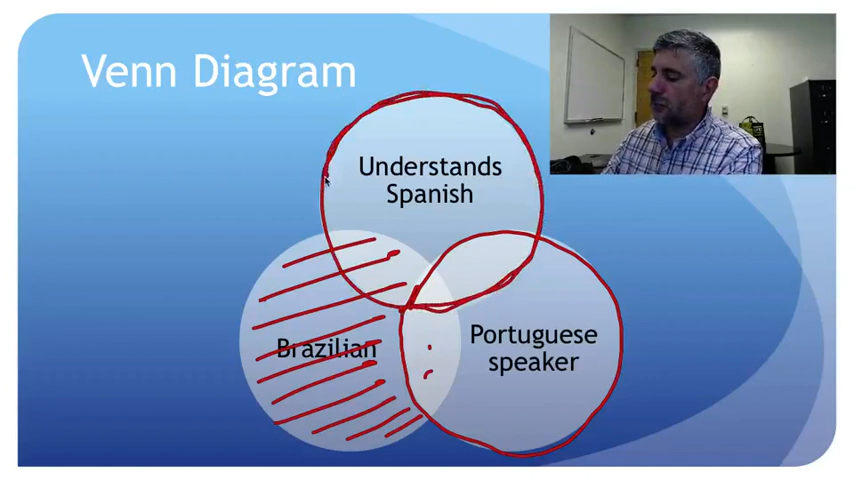 Venn Diagram
Understands
Spanish
Brazilian
Portuguese
speaker